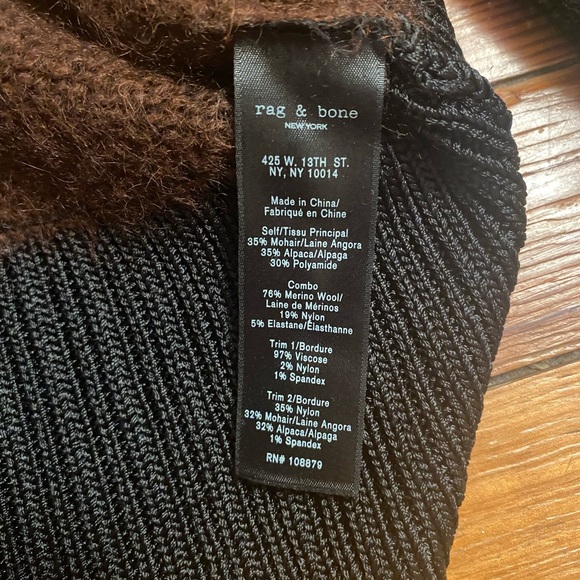 rag & bone
NEW YORK
425 W. 13TH ST.
NY, NY 10014
Made in China/
Fabriqué en Chine
Self/Tissu Principal
35% Mohair/Laine Angora
35% Alpaca/Alpaga
30% Polyamide
Combo
76% Merino Wool/
Laine de Mérinos
19% Nylon
5% Elastane/Élasthanne
Trim 1/Bordure
97% Viscose
2% Nylon
1% Spandex
Trim 2/Bordure
35% Nylon
32% Mohair/Laine Angora
32% Alpaca/Alpaga
1% Spandex
RN# 108879